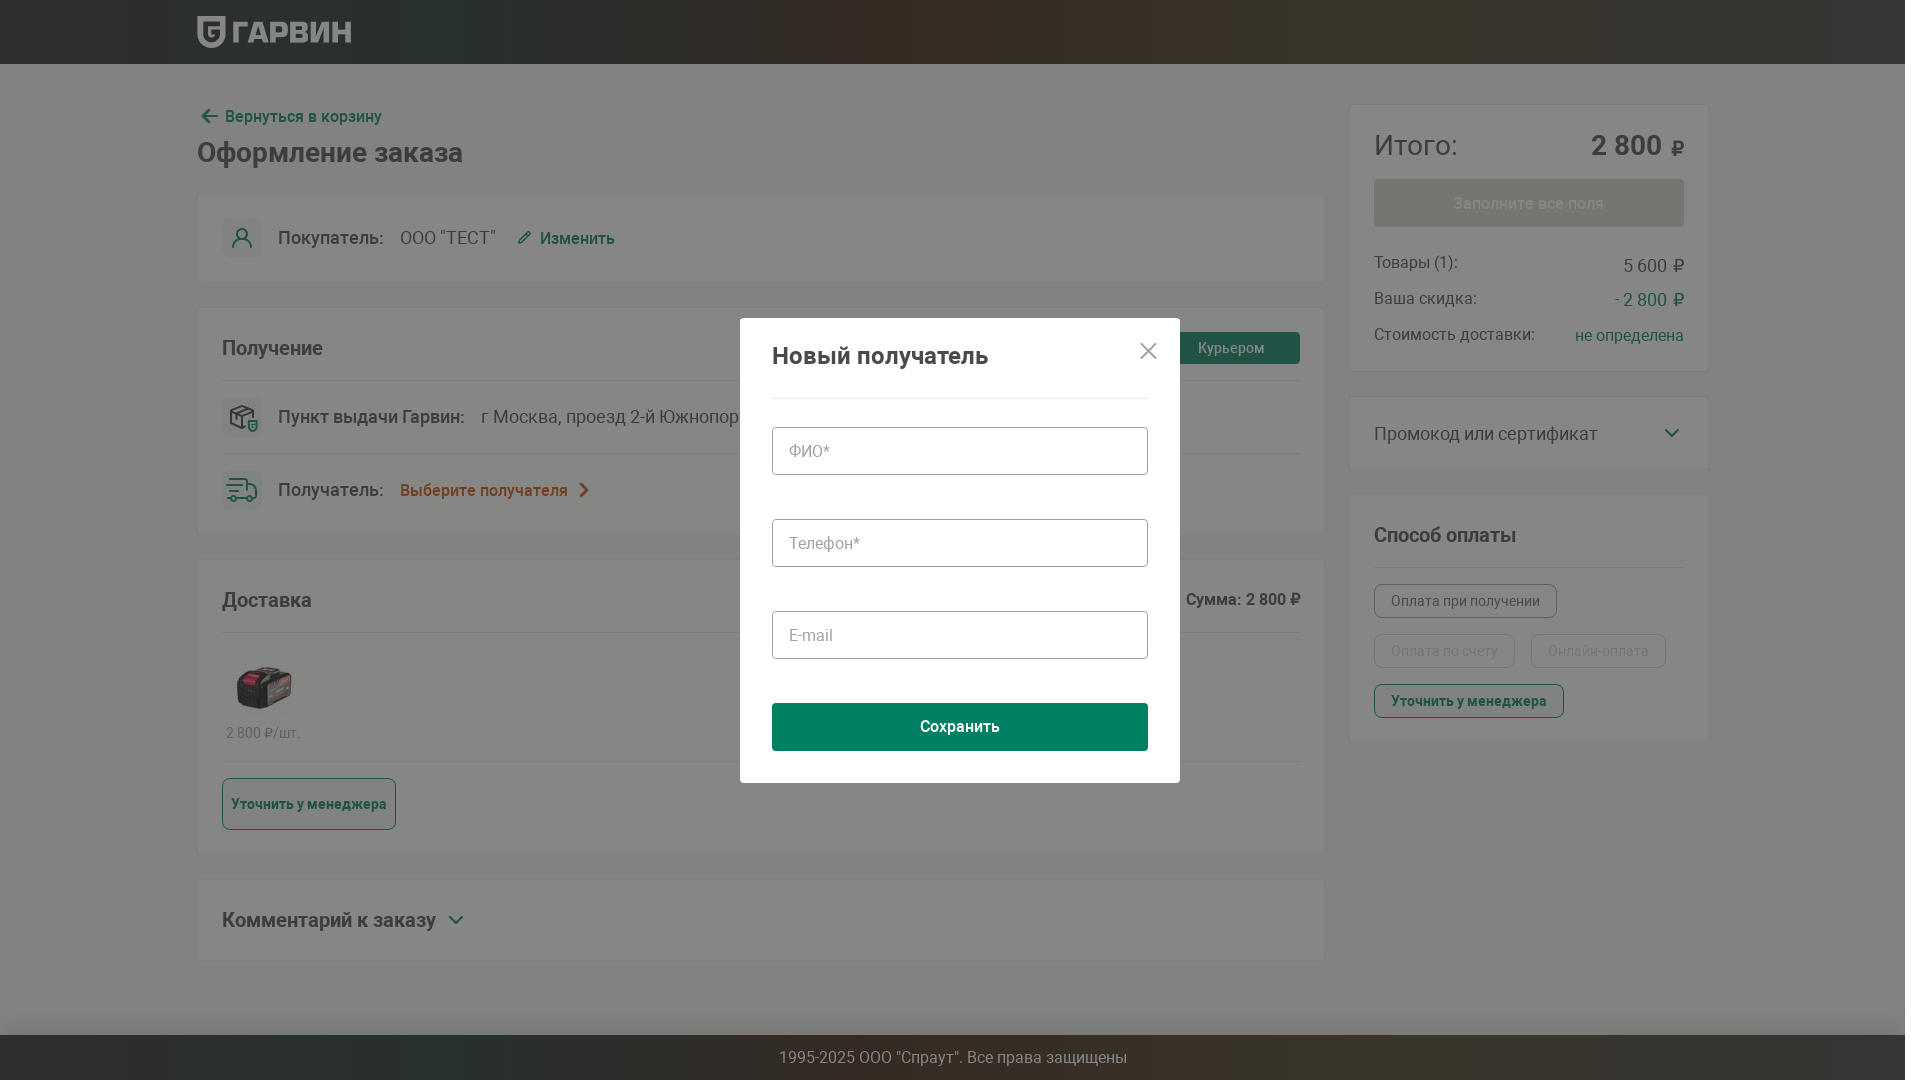 ГАРВИН
Вернуться в корзину
Оформление заказа
Покупатель: ООО "ТЕСТ" Изменить
Получение
Курьером
Пункт выдачи Гарвин: г Москва, проезд 2-й Южнопор
Получатель: Выберите получателя
Доставка
Сумма: 2 800 ₽
2 800 ₽/шт.
Уточнить у менеджера
Комментарий к заказу
Новый получатель
ФИО*
Телефон*
E-mail
Сохранить
Итого: 2 800 ₽
Заполните все поля
Товары (1): 5 600 ₽
Ваша скидка: - 2 800 ₽
Стоимость доставки: не определена
Промокод или сертификат
Способ оплаты
Оплата при получении
Оплата по счету Онлайн-оплата
Уточнить у менеджера
1995-2025 ООО "Спраут". Все права защищены